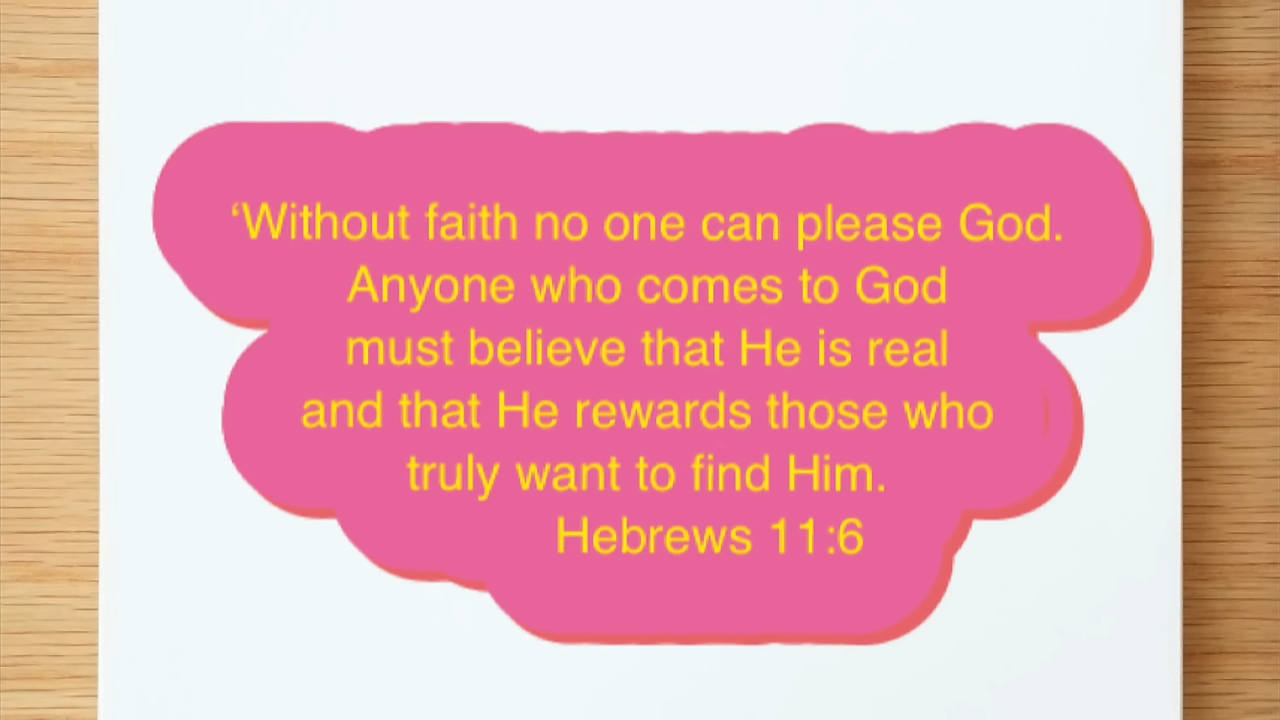 ‘Without faith no one can please God.
Anyone who comes to God
must believe that He is real
and that He rewards those who
truly want to find Him.
Hebrews 11:6